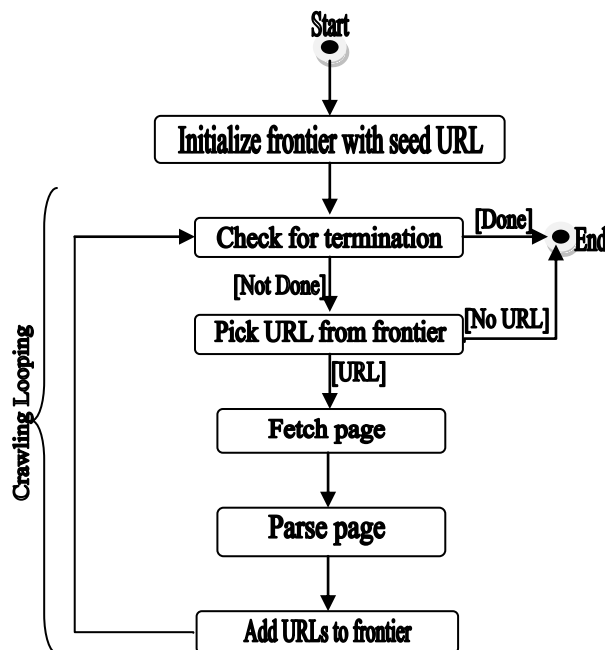 Start
Initialize frontier with seed URL
[Done]
Check for termination
End
[Not Done]
[No URL]
Pick URL from frontier
[URL]
Crawling Looping
Fetch page
Parse page
Add URLs to frontier